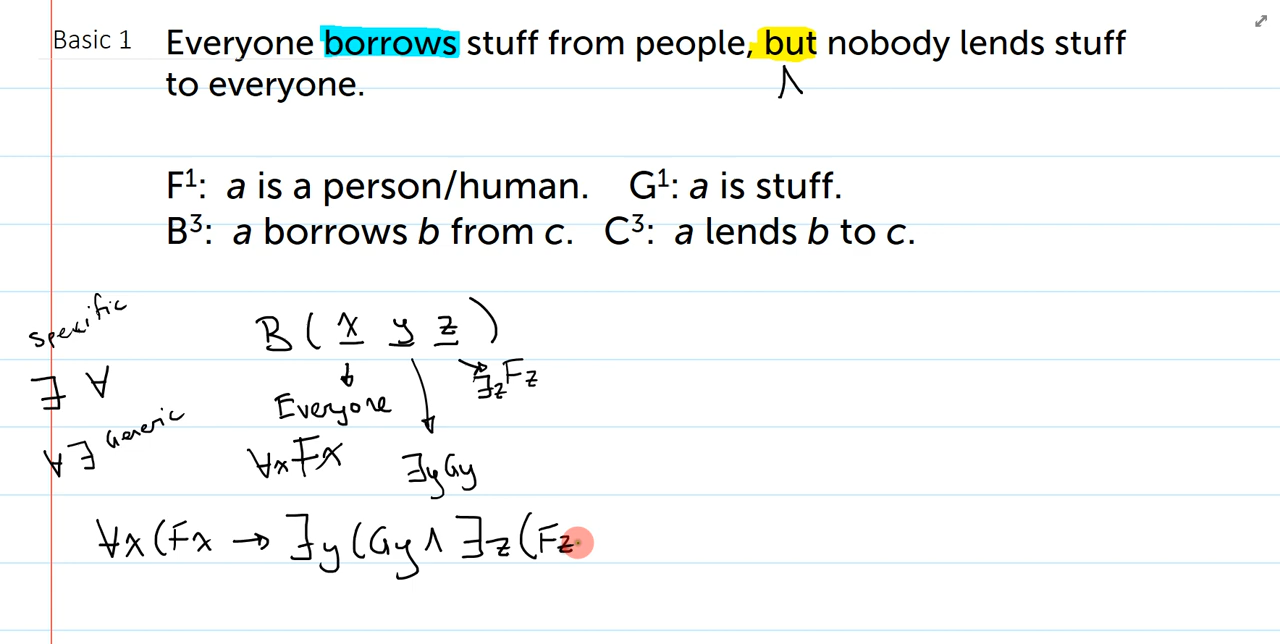 Basic 1 Everyone borrows stuff from people, but nobody lends stuff
to everyone.
∧
F¹: a is a person/human. G¹: a is stuff.
B³: a borrows b from c. C³: a lends b to c.
specific
∃ ∀
∀∃ Generic
B ( x y z )
Everyone
∀xFx
∃yGy
∃zFz
∀x(Fx → ∃y(Gy ∧ ∃z(Fz